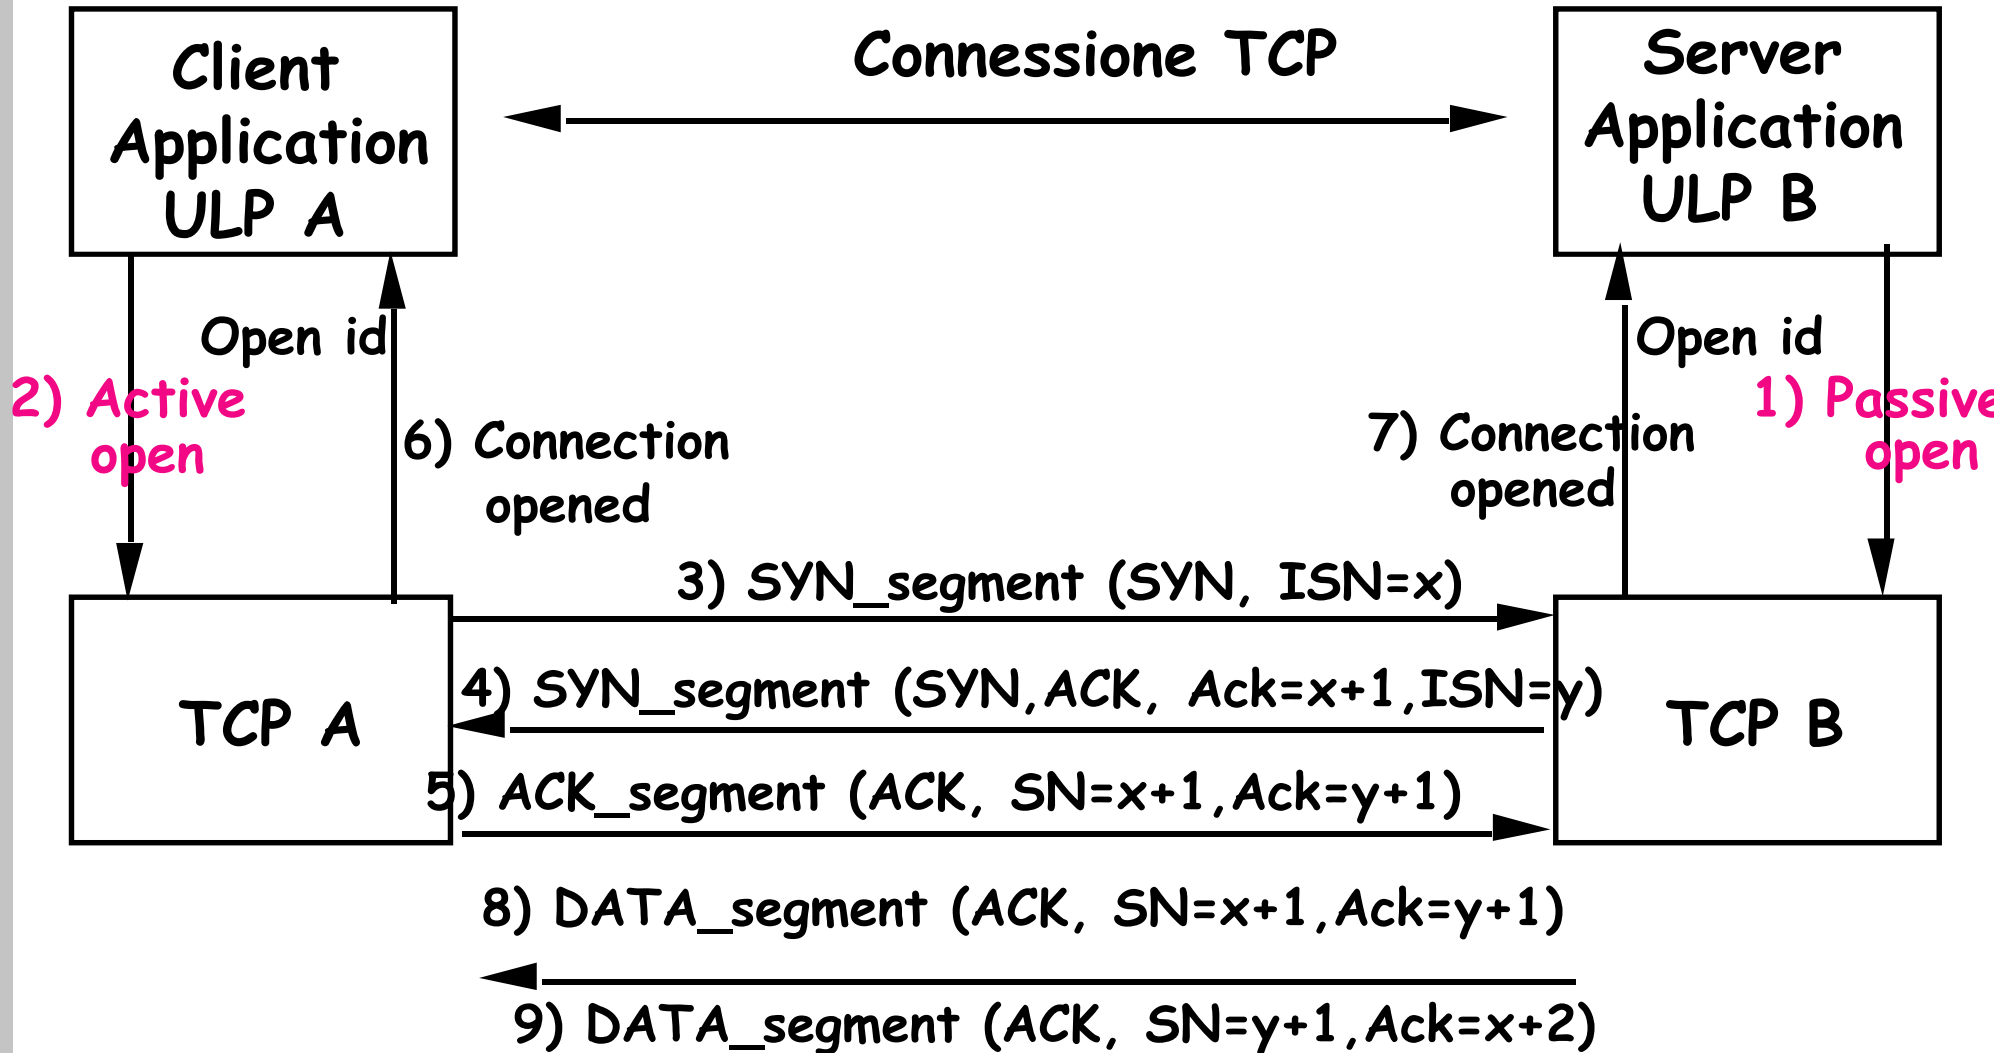 Client
Application
ULP A
Connessione TCP
Server
Application
ULP B
Open id
2) Active
open
6) Connection
opened
Open id
1) Passive
open
7) Connection
opened
3) SYN_segment (SYN, ISN=x)
4) SYN_segment (SYN,ACK, Ack=x+1,ISN=y)
5) ACK_segment (ACK, SN=x+1,Ack=y+1)
TCP A
TCP B
8) DATA_segment (ACK, SN=x+1,Ack=y+1)
9) DATA_segment (ACK, SN=y+1,Ack=x+2)